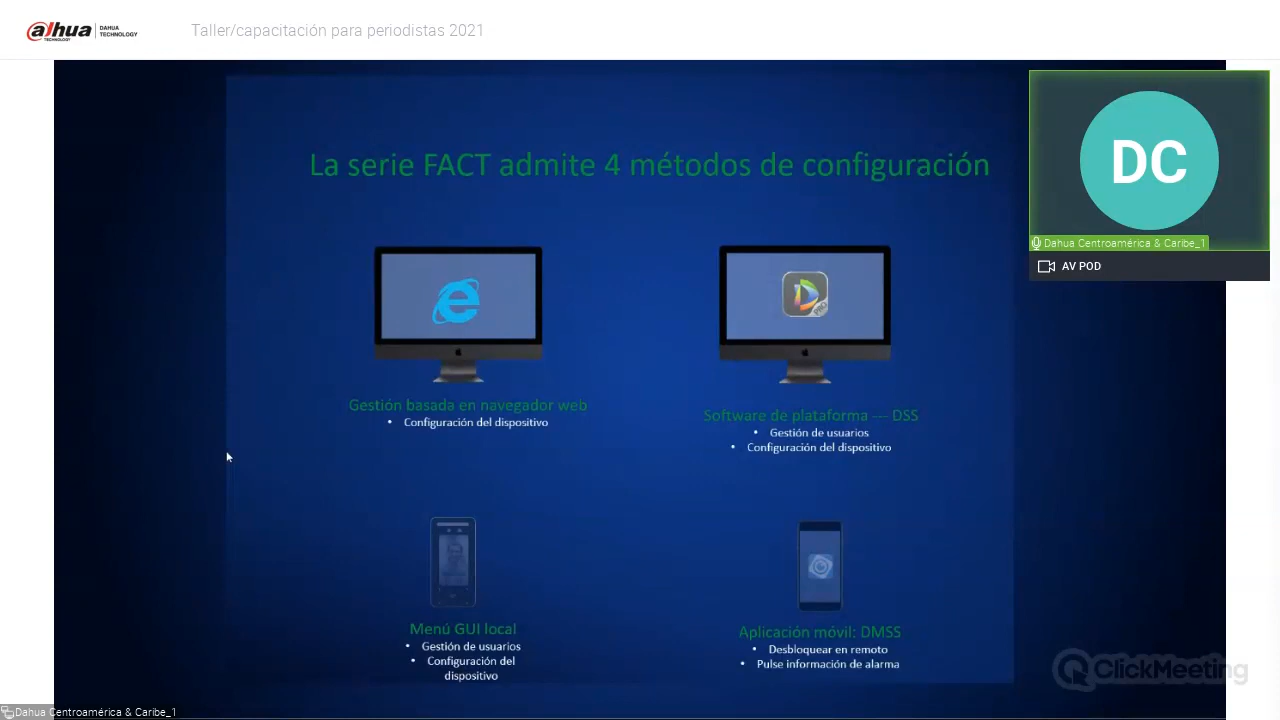 alhua
TECHNOLOGY
DAHUA
TECHNOLOGY
Taller/capacitación para periodistas 2021
La serie FACT admite 4 métodos de configuración
DC
Dahua Centroamérica & Caribe_1
AV POD
Gestión basada en navegador web
• Configuración del dispositivo
Software de plataforma --- DSS
• Gestión de usuarios
• Configuración del dispositivo
Menú GUI local
• Gestión de usuarios
• Configuración del
dispositivo
Aplicación móvil: DMSS
• Desbloquear en remoto
• Pulse información de alarma
ClickMeeting
Dahua Centroamérica & Caribe_1